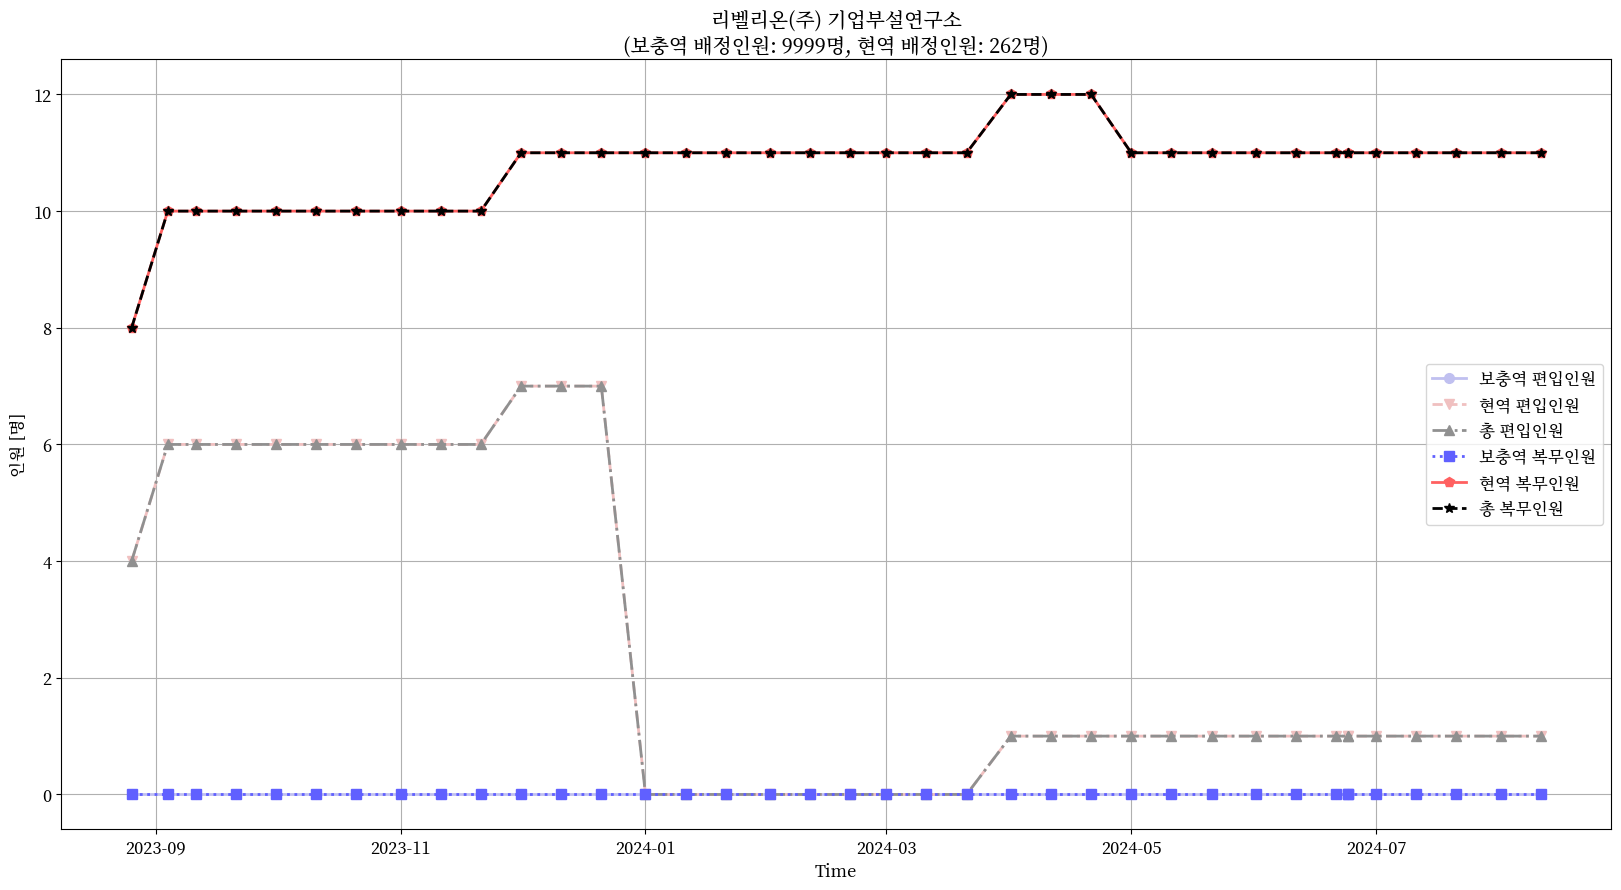 리벨리온(주) 기업부설연구소
(보충역 배정인원: 9999명, 현역 배정인원: 262명)
인원 [명]
12
10
8
6
4
2
0
보충역 편입인원
현역 편입인원
총 편입인원
보충역 복무인원
현역 복무인원
총 복무인원
2023-09
2023-11
2024-01
2024-03
2024-05
2024-07
Time